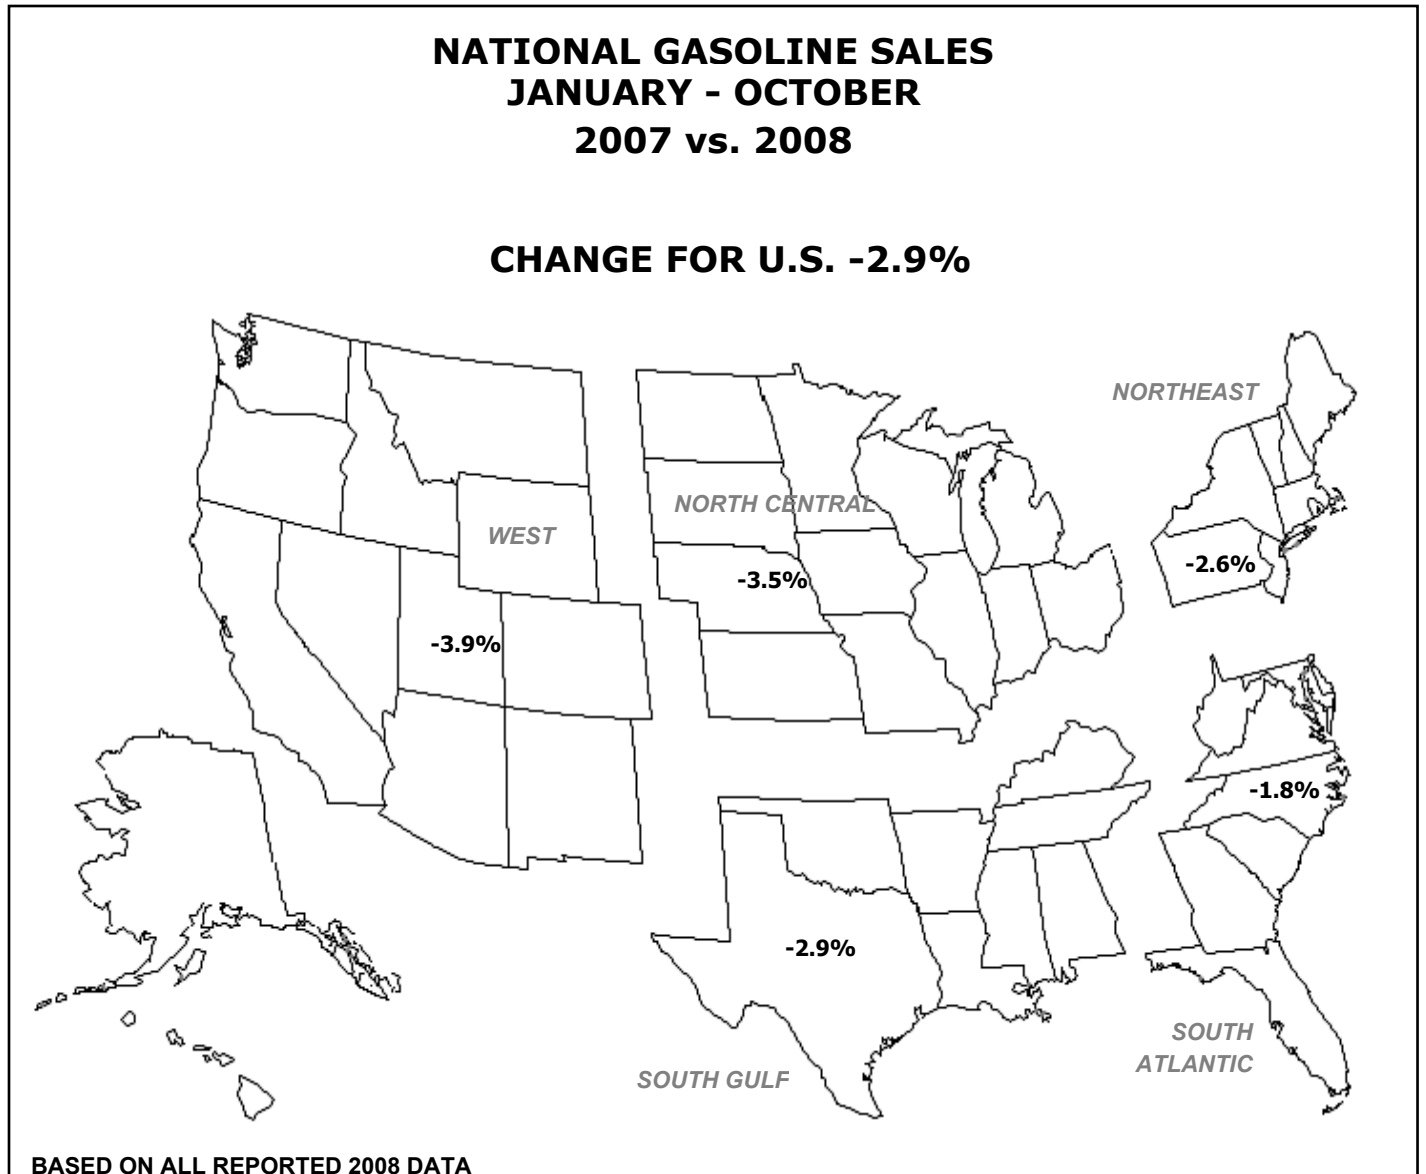 NATIONAL GASOLINE SALES
JANUARY - OCTOBER
2007 vs. 2008
CHANGE FOR U.S. -2.9%
NORTHEAST
NORTH CENTRAL
WEST
-2.6%
-3.5%
-3.9%
-1.8%
-2.9%
SOUTH
ATLANTIC
SOUTH GULF
BASED ON ALL REPORTED 2008 DATA